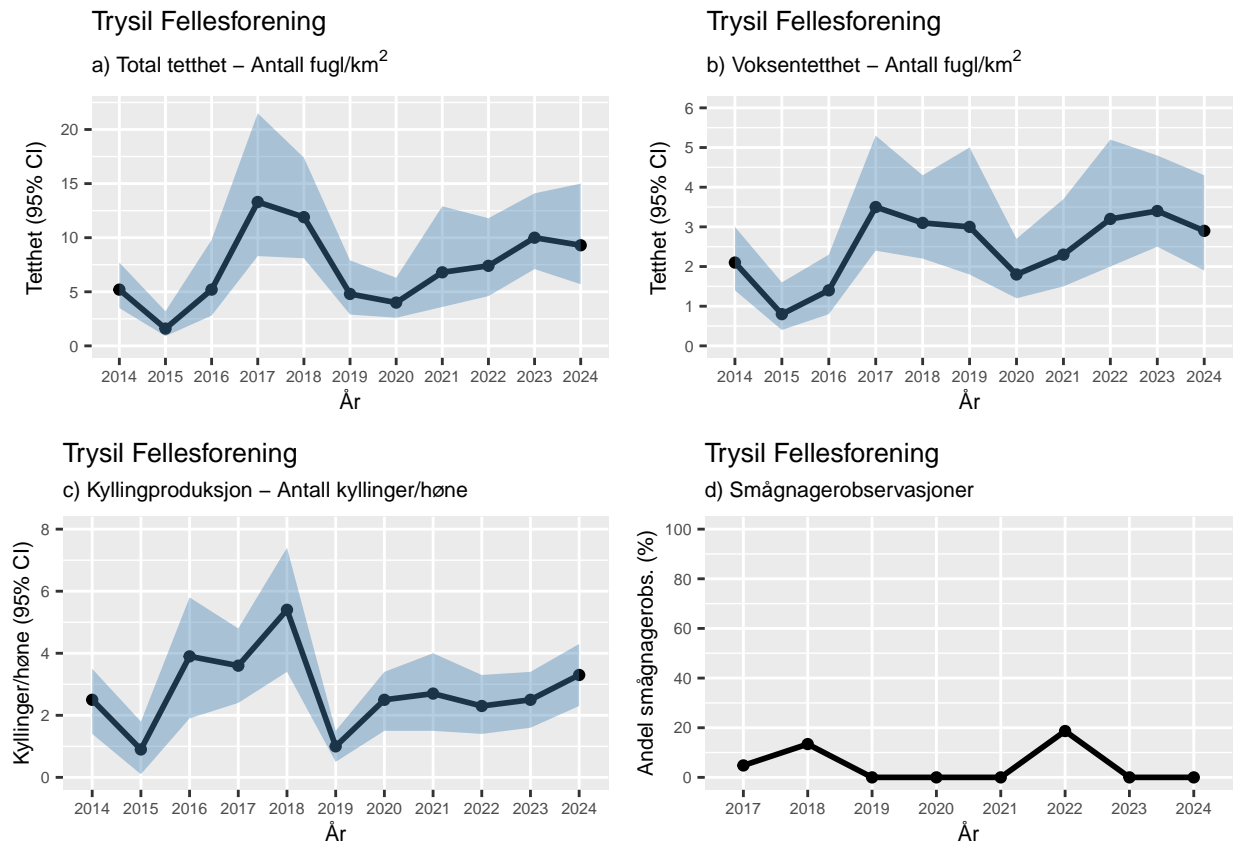 Trysil Fellesforening
a) Total tetthet − Antall fugl/km²
Tetthet (95% CI)
20
15
10
5
0
2014 2015 2016 2017 2018 2019 2020 2021 2022 2023 2024
År
Trysil Fellesforening
b) Voksentetthet − Antall fugl/km²
Tetthet (95% CI)
6
5
4
3
2
1
0
2014 2015 2016 2017 2018 2019 2020 2021 2022 2023 2024
År
Trysil Fellesforening
c) Kyllingproduksjon − Antall kyllinger/høne
Kyllinger/høne (95% CI)
8
6
4
2
0
2014 2015 2016 2017 2018 2019 2020 2021 2022 2023 2024
År
Trysil Fellesforening
d) Smågnagerobservasjoner
Andel smågnagerobs. (%)
100
80
60
40
20
0
2017 2018 2019 2020 2021 2022 2023 2024
År